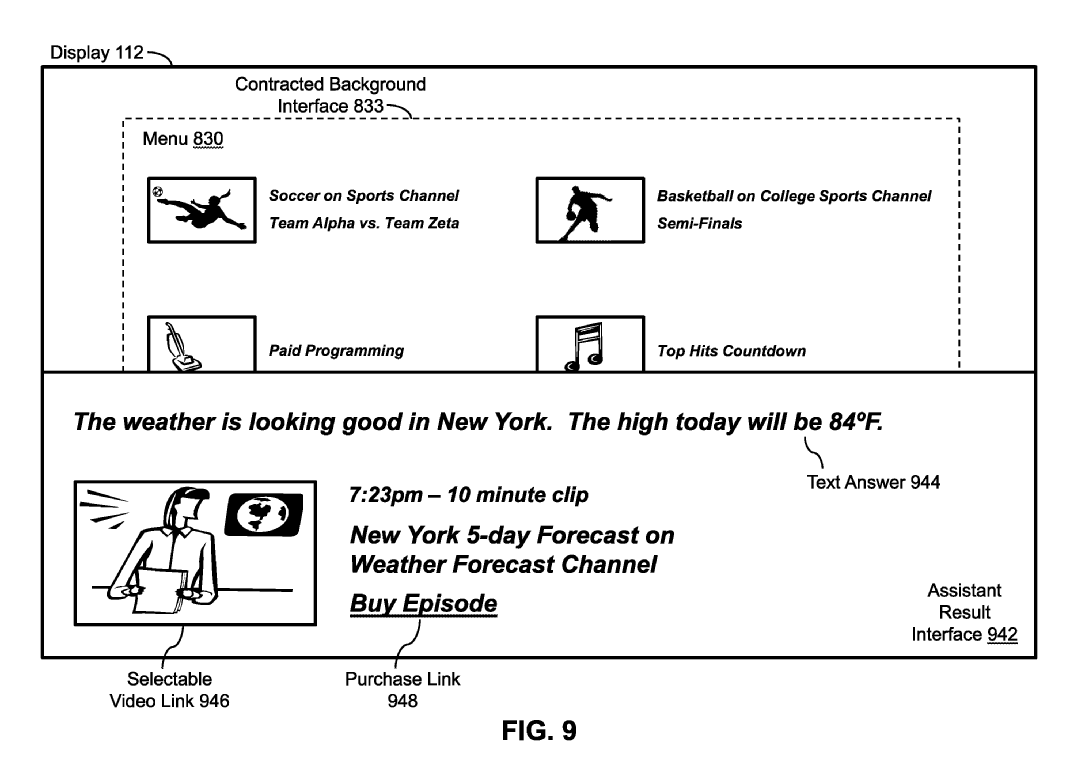 Display 112
Contracted Background
Interface 833
Menu 830
Soccer on Sports Channel
Team Alpha vs. Team Zeta
Basketball on College Sports Channel
Semi-Finals
Paid Programming
Top Hits Countdown
The weather is looking good in New York.  The high today will be 84ºF.
Text Answer 944
7:23pm – 10 minute clip
New York 5-day Forecast on
Weather Forecast Channel
Buy Episode
Assistant
Result
Interface 942
Selectable
Video Link 946
Purchase Link
948
FIG. 9